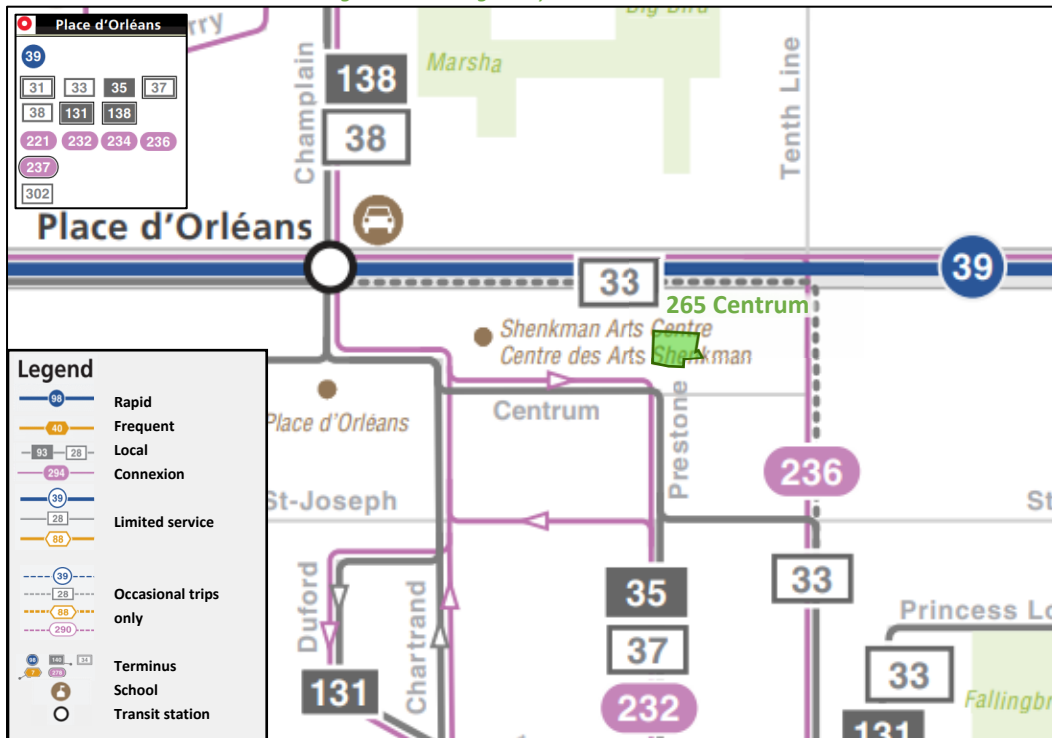 Place d'Orléans
39
31 33 35 37
38 131 138
221 232 234 236
237
302
Champlain
138
38
Marsha
Tenth Line
Place d'Orléans
33
39
265 Centrum
Shenkman Arts Centre
Centre des Arts Shenkman
Place d'Orléans
Centrum
Prestone
236
St-Joseph
St
Duford
Chartrand
131
35
37
232
33
Princess Lo
33
131
Fallingbr
Legend
98 Rapid
40 Frequent
93 28 Local
294 Connexion
39
28 Limited service
88
39
28 Occasional trips
88 only
290
Terminus
School
Transit station